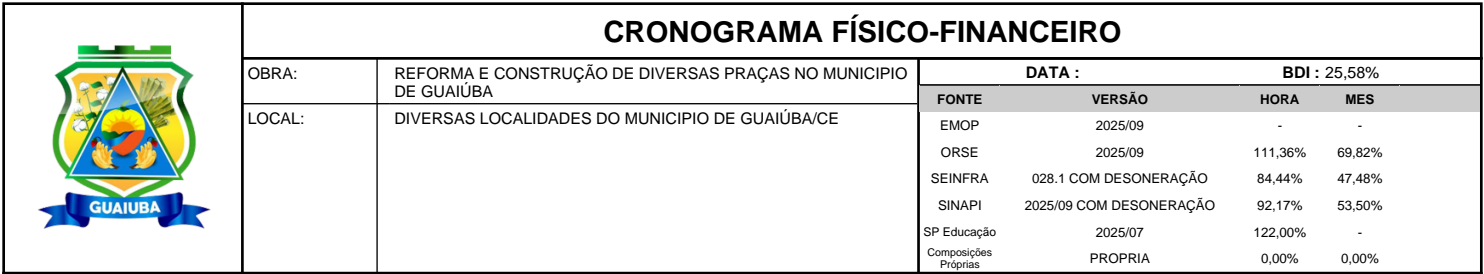 CRONOGRAMA FÍSICO-FINANCEIRO
OBRA: REFORMA E CONSTRUÇÃO DE DIVERSAS PRAÇAS NO MUNICIPIO
DE GUAIÚBA
LOCAL: DIVERSAS LOCALIDADES DO MUNICIPIO DE GUAIÚBA/CE
DATA : BDI : 25,58%
FONTE VERSÃO HORA MES
EMOP 2025/09 - -
ORSE 2025/09 111,36% 69,82%
SEINFRA 028.1 COM DESONERAÇÃO 84,44% 47,48%
SINAPI 2025/09 COM DESONERAÇÃO 92,17% 53,50%
SP Educação 2025/07 122,00% -
Composições
Próprias PROPRIA 0,00% 0,00%
GUAIUBA